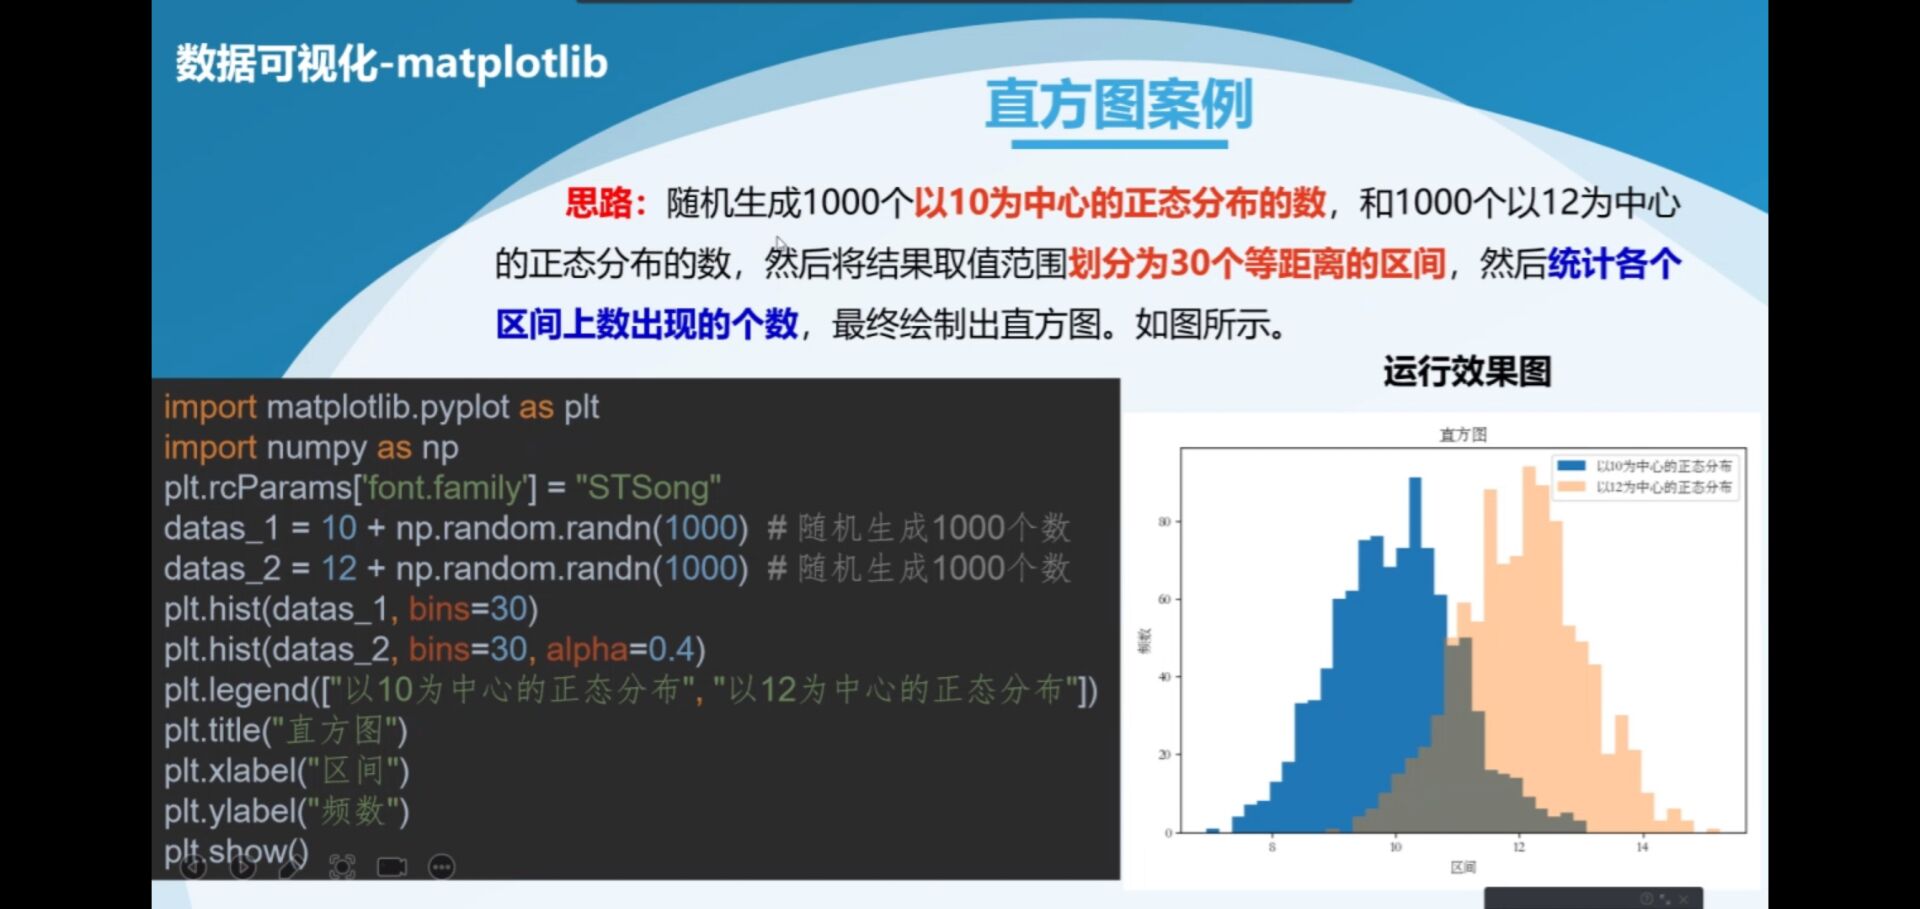 数据可视化-matplotlib
直方图案例
思路：随机生成1000个以10为中心的正态分布的数，和1000个以12为中心
的正态分布的数，然后将结果取值范围划分为30个等距离的区间，然后统计各个
区间上数出现的个数，最终绘制出直方图。如图所示。
运行效果图
import matplotlib.pyplot as plt
import numpy as np
plt.rcParams['font.family'] = "STSong"
datas_1 = 10 + np.random.randn(1000)  # 随机生成1000个数
datas_2 = 12 + np.random.randn(1000)  # 随机生成1000个数
plt.hist(datas_1, bins=30)
plt.hist(datas_2, bins=30, alpha=0.4)
plt.legend(["以10为中心的正态分布", "以12为中心的正态分布"])
plt.title("直方图")
plt.xlabel("区间")
plt.ylabel("频数")
plt.show()
直方图
以10为中心的正态分布
以12为中心的正态分布
80
60
40
20
0
频数
8 10 12 14
区间